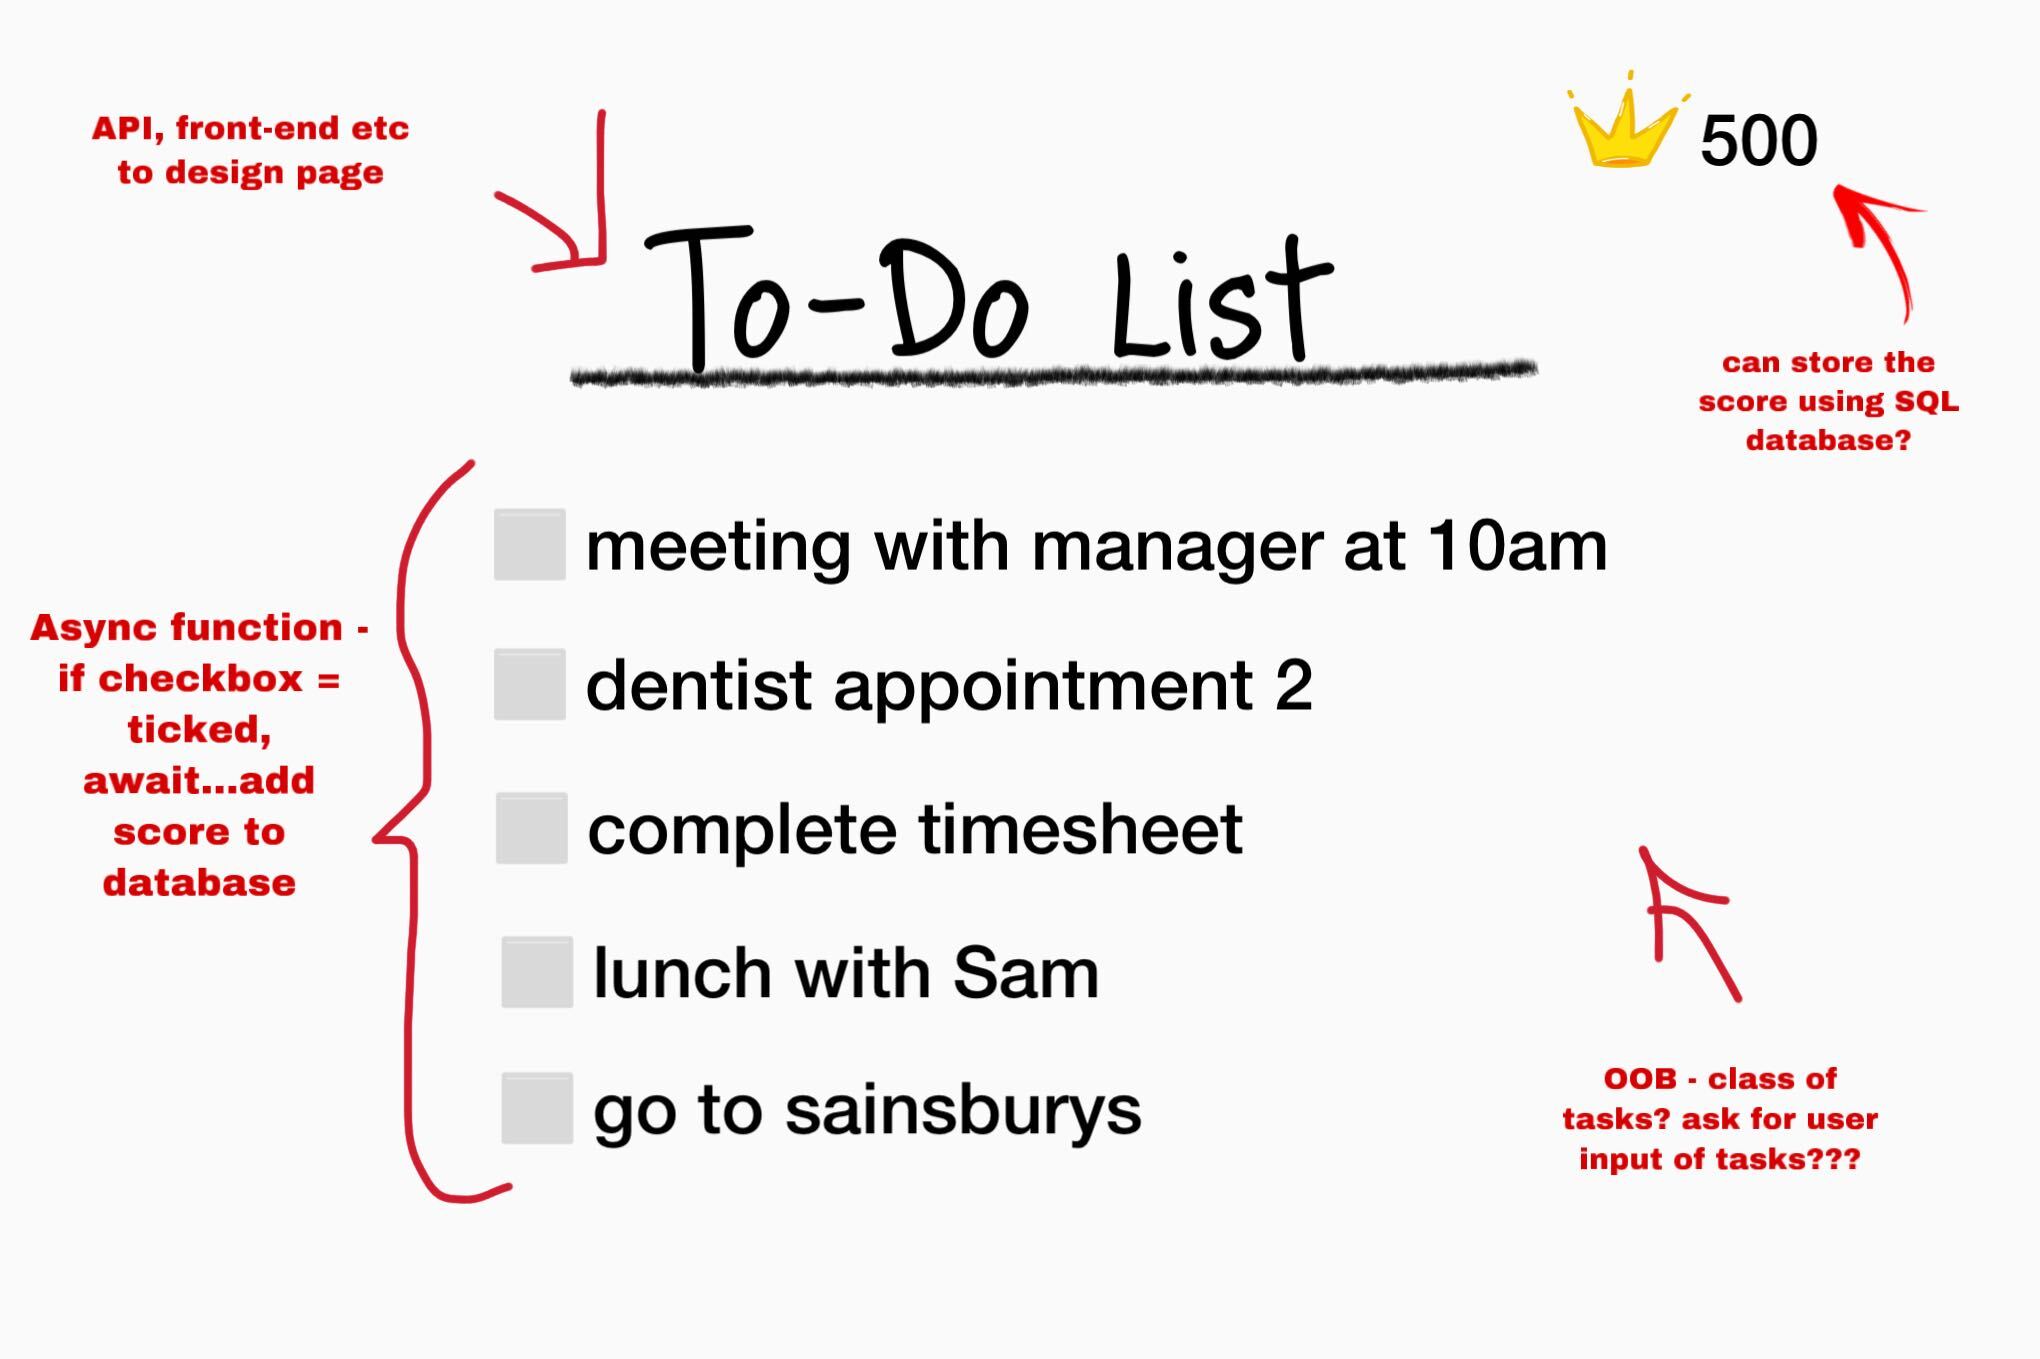 API, front-end etc
to design page
500
To-Do List
can store the
score using SQL
database?
meeting with manager at 10am
dentist appointment 2
complete timesheet
lunch with Sam
go to sainsburys
Async function -
if checkbox =
ticked,
await...add
score to
database
OOB - class of
tasks? ask for user
input of tasks???